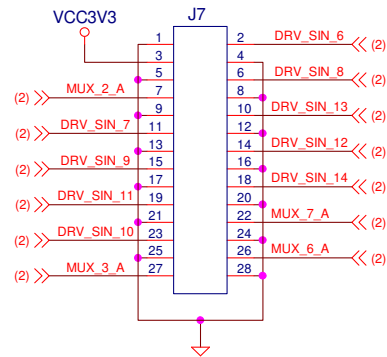 VCC3V3 J7
1 2 DRV_SIN_6 (2)
3 4
5 6 DRV_SIN_8 (2)
(2) MUX_2_A 7 8
9 10 DRV_SIN_13 (2)
(2) DRV_SIN_7 11 12
13 14 DRV_SIN_12 (2)
(2) DRV_SIN_9 15 16
17 18 DRV_SIN_14 (2)
(2) DRV_SIN_11 19 20
21 22 MUX_7_A (2)
(2) DRV_SIN_10 23 24
25 26 MUX_6_A (2)
(2) MUX_3_A 27 28